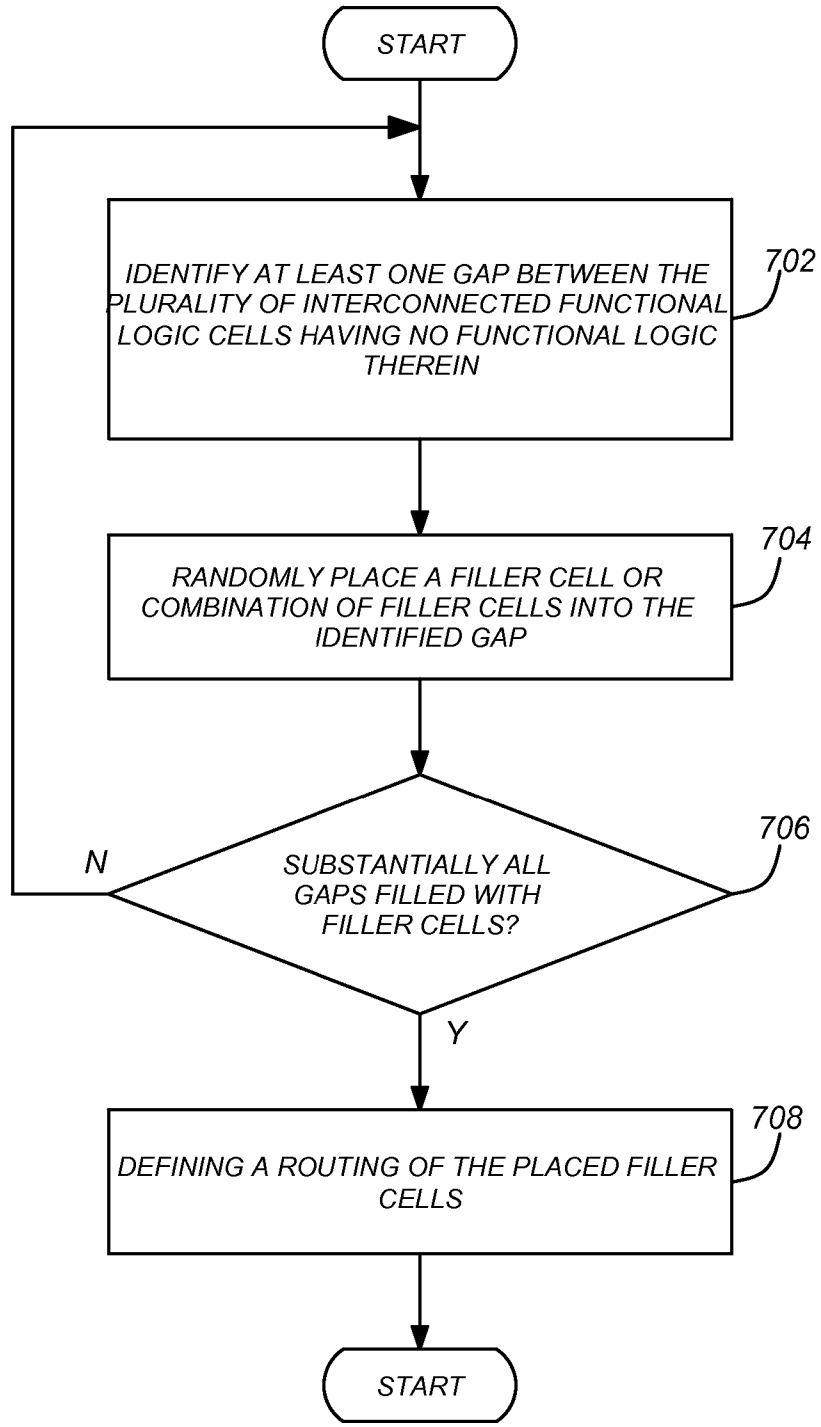 START
IDENTIFY AT LEAST ONE GAP BETWEEN THE
PLURALITY OF INTERCONNECTED FUNCTIONAL
LOGIC CELLS HAVING NO FUNCTIONAL LOGIC
THEREIN
702
RANDOMLY PLACE A FILLER CELL OR
COMBINATION OF FILLER CELLS INTO THE
IDENTIFIED GAP
704
SUBSTANTIALLY ALL
GAPS FILLED WITH
FILLER CELLS?
706
N
Y
DEFINING A ROUTING OF THE PLACED FILLER
CELLS
708
START